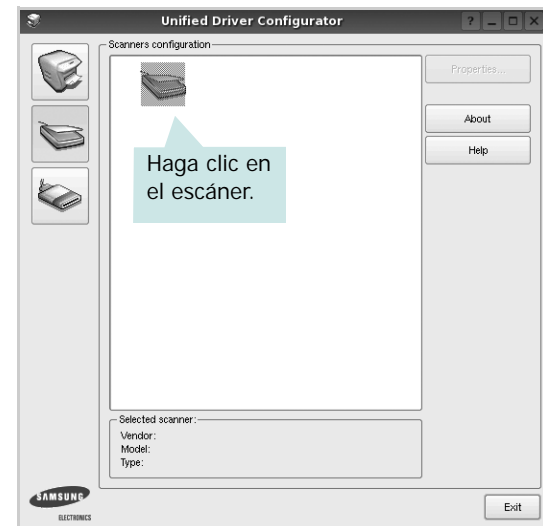 Unified Driver Configurator
Scanners configuration
Properties...
About
Help
Haga clic en
el escáner.
Selected scanner:
Vendor:
Model:
Type:
SAMSUNG
ELECTRONICS
Exit